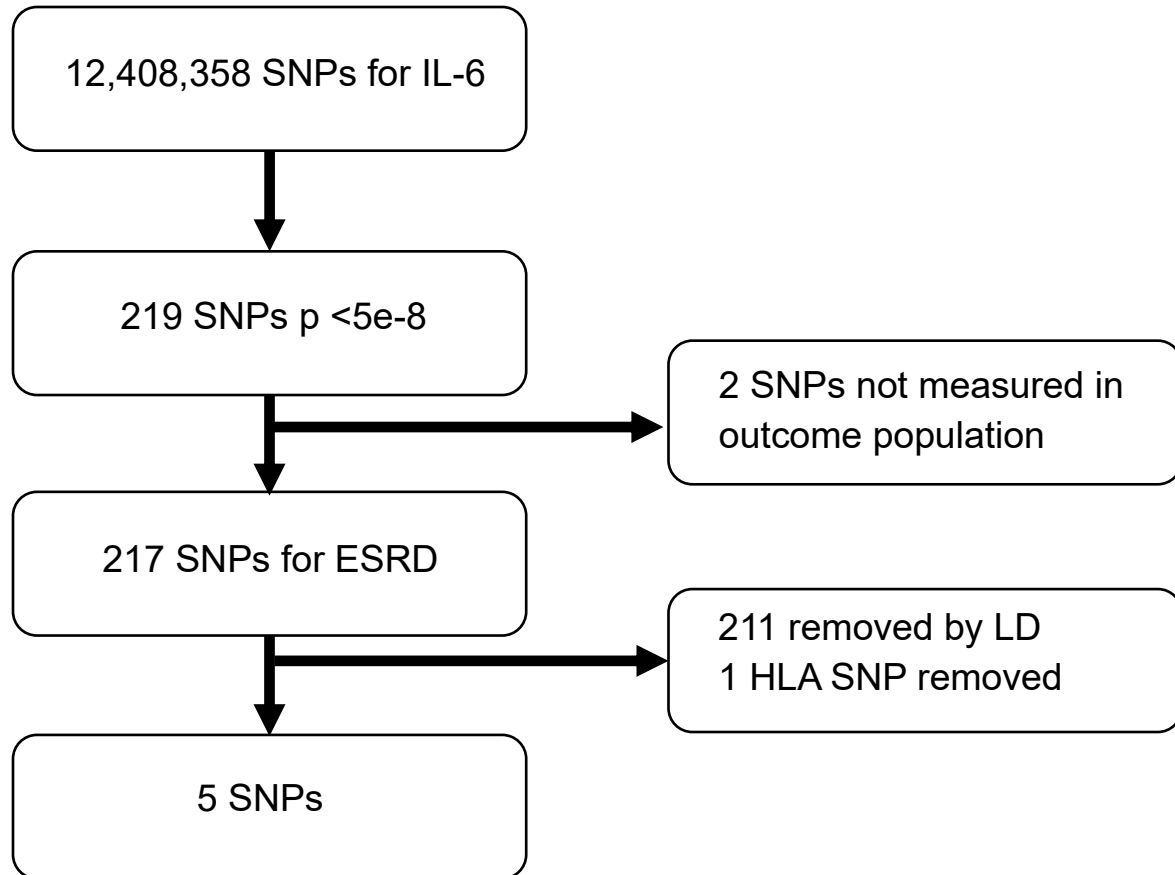 12,408,358 SNPs for IL-6
219 SNPs p <5e-8
2 SNPs not measured in
outcome population
217 SNPs for ESRD
211 removed by LD
1 HLA SNP removed
5 SNPs